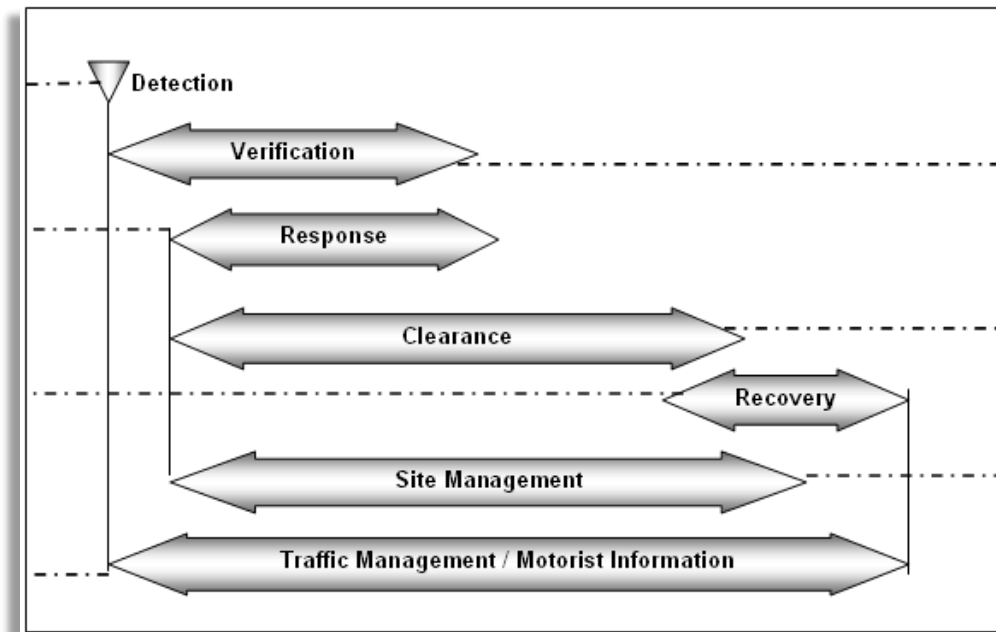 Detection
Verification
Response
Clearance
Recovery
Site Management
Traffic Management / Motorist Information